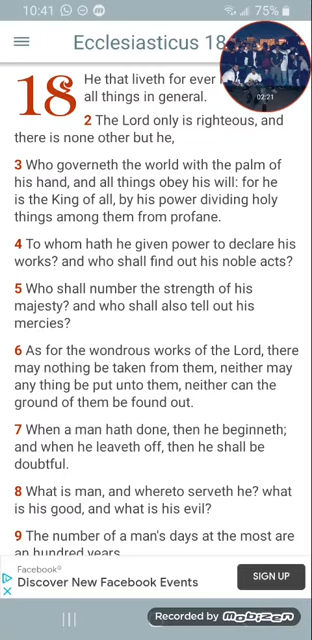 10:41 75%
Ecclesiasticus 18
18 He that liveth for ever
all things in general.
02:21
2 The Lord only is righteous, and
there is none other but he,
3 Who governeth the world with the palm of
his hand, and all things obey his will: for he
is the King of all, by his power dividing holy
things among them from profane.
4 To whom hath he given power to declare his
works? and who shall find out his noble acts?
5 Who shall number the strength of his
majesty? and who shall also tell out his
mercies?
6 As for the wondrous works of the Lord, there
may nothing be taken from them, neither may
any thing be put unto them, neither can the
ground of them be found out.
7 When a man hath done, then he beginneth;
and when he leaveth off, then he shall be
doubtful.
8 What is man, and whereto serveth he? what
is his good, and what is his evil?
9 The number of a man's days at the most are
an hundred years
Facebook®
Discover New Facebook Events
SIGN UP
Recorded by MOBIZEN